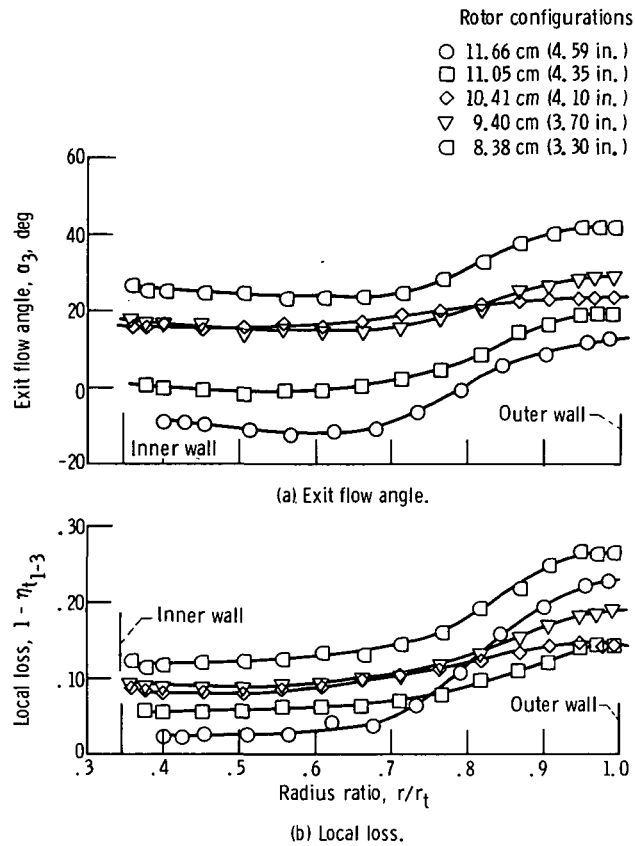 Rotor configurations
11.66 cm (4.59 in.)
11.05 cm (4.35 in.)
10.41 cm (4.10 in.)
9.40 cm (3.70 in.)
8.38 cm (3.30 in.)
Exit flow angle, α3, deg
60
40
20
0
-20
Inner wall
Outer wall
(a) Exit flow angle.
Local loss, 1 - ηt1-3
.30
.20
.10
0
Inner wall
Outer wall
.3 .4 .5 .6 .7 .8 .9 1.0
Radius ratio, r/rt
(b) Local loss.